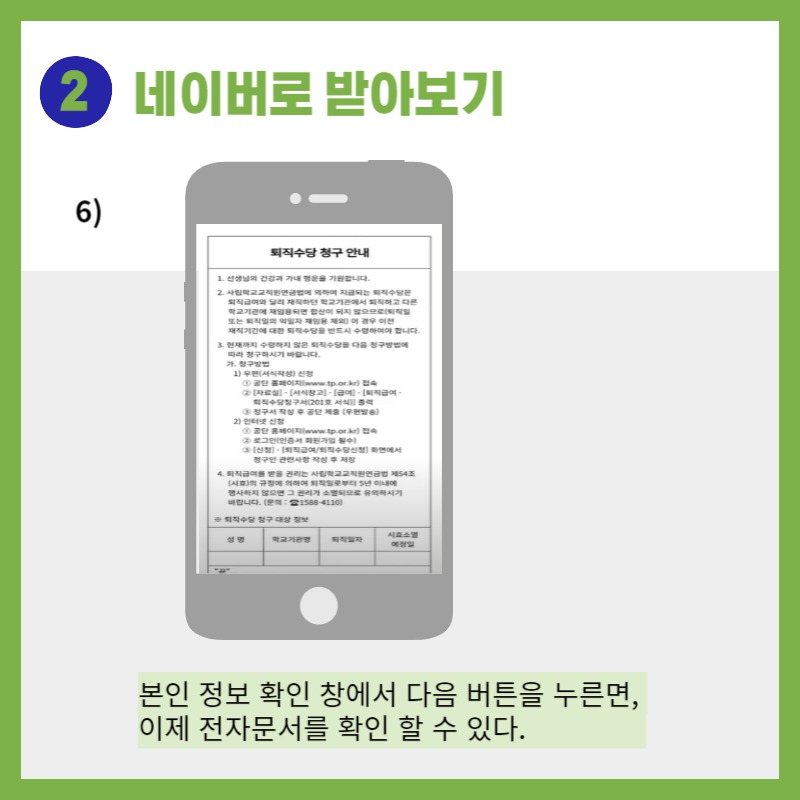 2 네이버로 받아보기
6)
퇴직수당 청구 안내
1. 선생님의 건강과 가내 행운을 기원합니다.
2. 사립학교교직원연금법에 의하여 지급되는 퇴직수당은
퇴직급여와 달리 재직하던 학교기관에서 퇴직하고 다른
학교기관에 재임용되면 합산이 되지 않으므로(퇴직일
또는 퇴직일의 익일자 재임용 제외) 이 경우 이전
재직기간에 대한 퇴직수당을 반드시 수령하여야 합니다.
3. 현재까지 수령하지 않은 퇴직수당을 다음 청구방법에
따라 청구하시기 바랍니다.
가. 청구방법
1) 우편(서식작성) 신청
① 공단 홈페이지(www.tp.or.kr) 접속
② [자료실] - [서식창고] - [급여] - [퇴직급여 -
퇴직수당청구서(201호 서식)] 출력
③ 청구서 작성 후 공단 제출 (우편발송)
2) 인터넷 신청
① 공단 홈페이지(www.tp.or.kr) 접속
② 로그인(인증서 회원가입 필수)
③ [신청] - [퇴직급여/퇴직수당신청] 화면에서
청구인 관련사항 작성 후 저장
4. 퇴직급여를 받을 권리는 사립학교교직원연금법 제54조
(시효)의 규정에 의하여 퇴직일로부터 5년 이내에
행사하지 않으면 그 권리가 소멸되므로 유의하시기
바랍니다. (문의 : ☎1588-4110)
※ 퇴직수당 청구 대상 정보
성 명 학교기관명 퇴직일자 시효소멸
예정일
"끝"
본인 정보 확인 창에서 다음 버튼을 누른면,
이제 전자문서를 확인 할 수 있다.